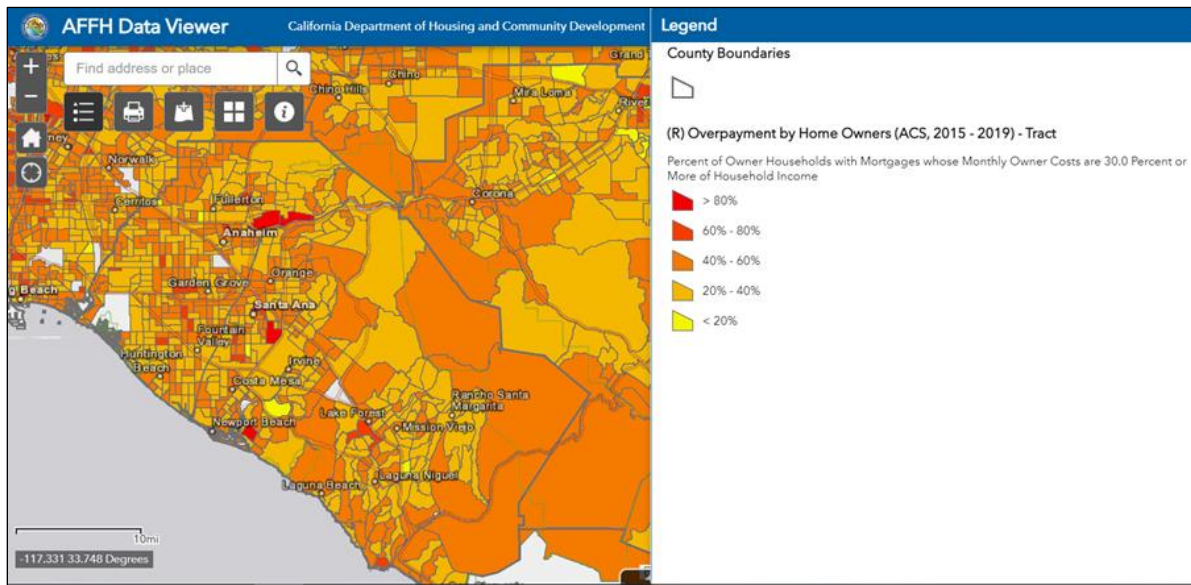 AFFH Data Viewer
California Department of Housing and Community Development
Legend
+
Find address or place
−
County Boundaries
(R) Overpayment by Home Owners (ACS, 2015 - 2019) - Tract
Percent of Owner Households with Mortgages whose Monthly Owner Costs are 30.0 Percent or
More of Household Income
> 80%
60% - 80%
40% - 60%
20% - 40%
< 20%
Grand
Chino
Chino Hills
Mira Loma
River
Norwalk
Corona
Cerritos
Fullerton
Anaheim
Orange
Garden Grove
g Beach
Santa Ana
Fountain
Valley
Huntington
Beach
Irvine
Costa Mesa
Rancho Santa
Margarita
Lake Forest
Newport Beach
Mission Viejo
Laguna Niguel
Laguna Beach
10mi
-117.331 33.748 Degrees